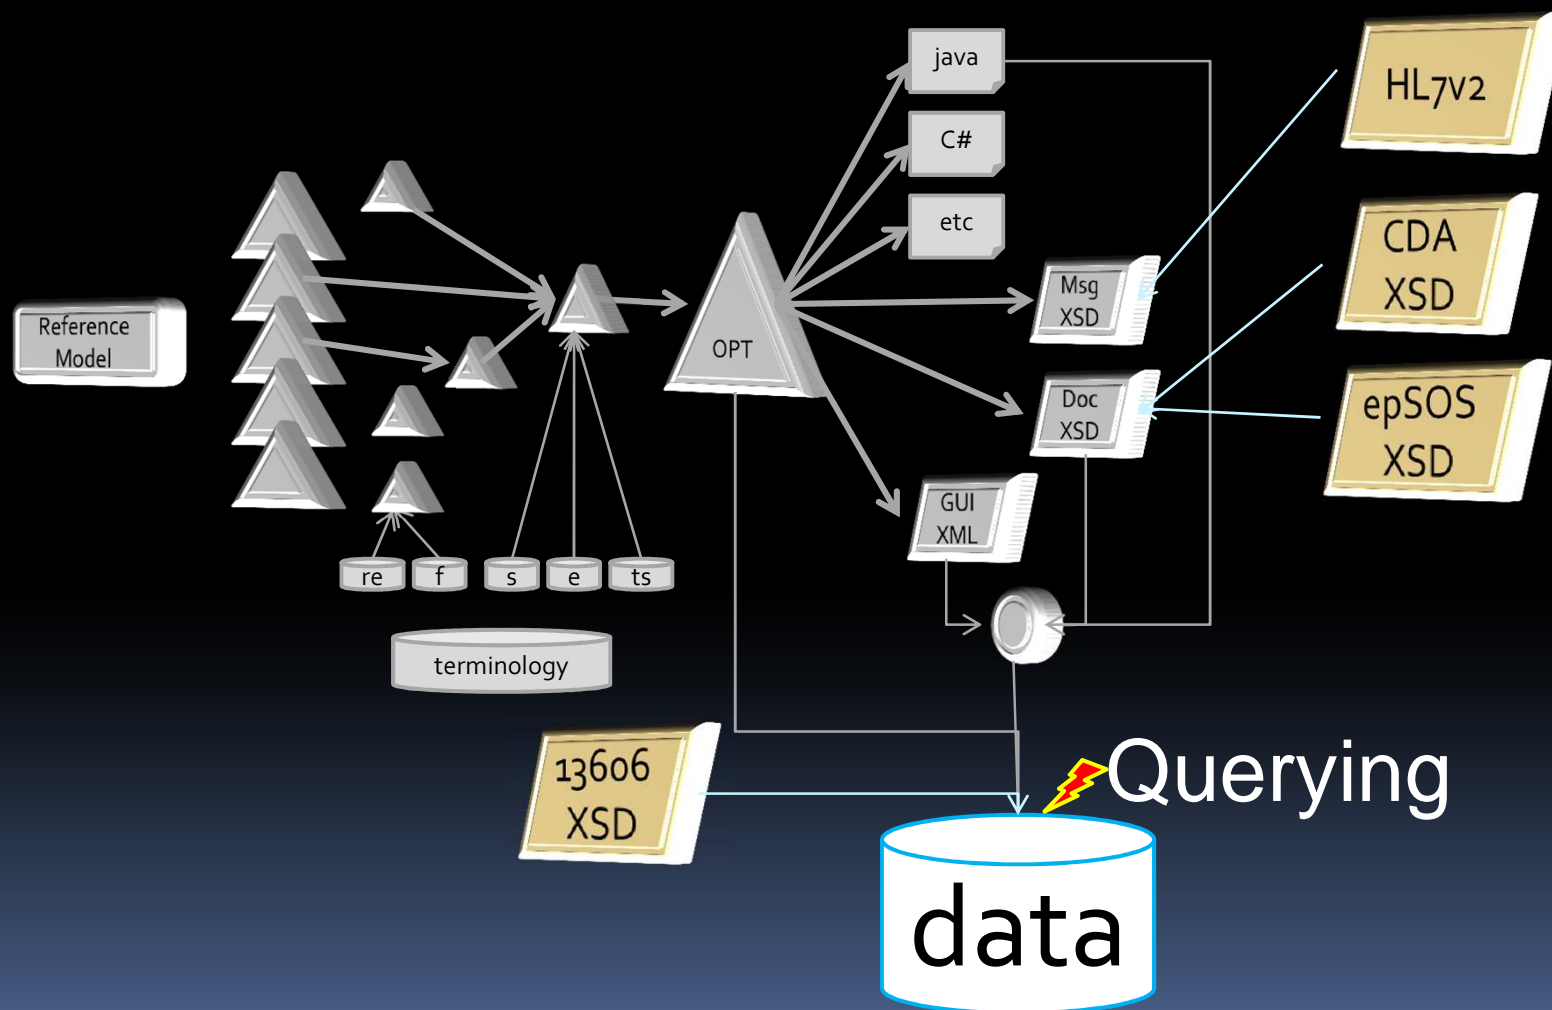 java
C#
etc
HL7v2
CDA
XSD
epSOS
XSD
Reference
Model
OPT
Msg
XSD
Doc
XSD
GUI
XML
re
f
s
e
ts
terminology
13606
XSD
Querying
data